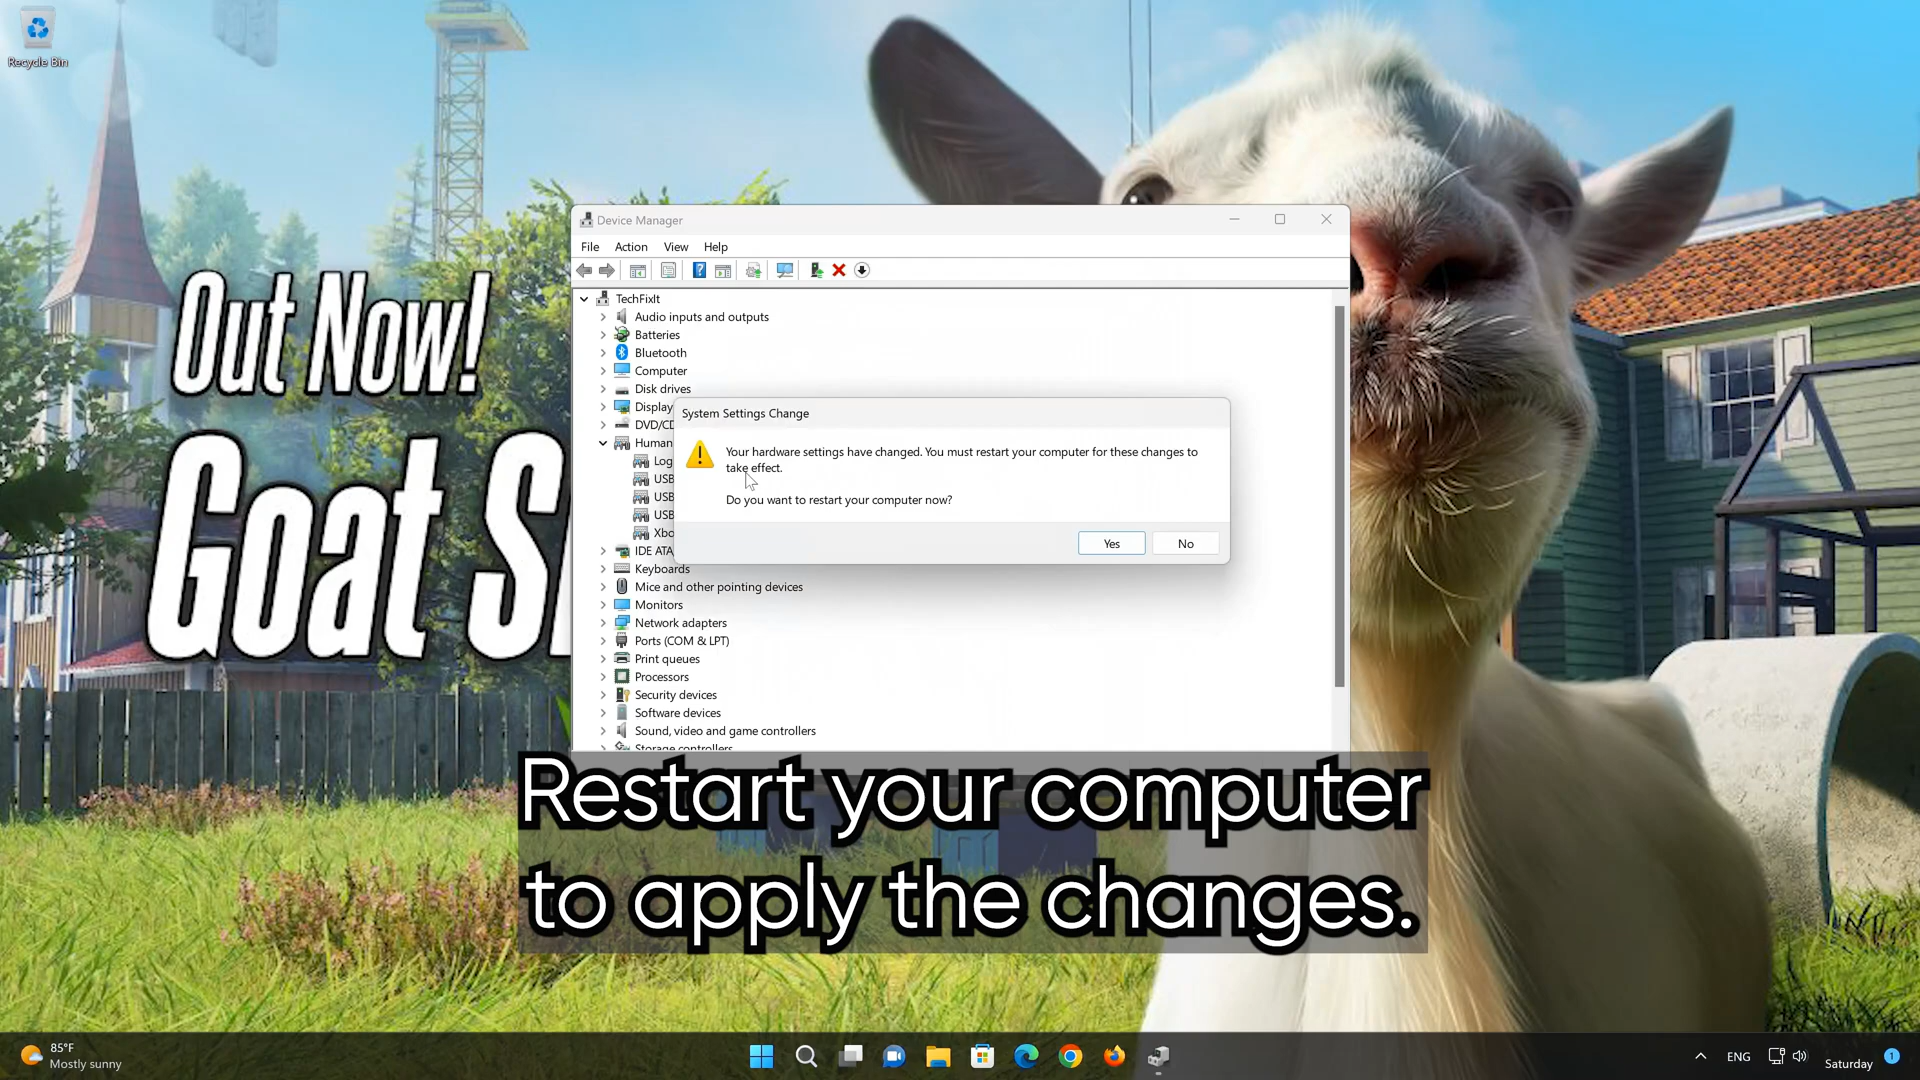 Recycle Bin
Out Now!
Goat S
Device Manager
File Action View Help
TechFixIt
Audio inputs and outputs
Batteries
Bluetooth
Computer
Disk drives
Display
DVD/CD
Human
Log
USB
USB
USB
Xbo
IDE ATA
Keyboards
Mice and other pointing devices
Monitors
Network adapters
Ports (COM & LPT)
Print queues
Processors
Security devices
Software devices
Sound, video and game controllers
Storage controllers
System Settings Change
Your hardware settings have changed. You must restart your computer for these changes to
take effect.
Do you want to restart your computer now?
Yes No
Restart your computer
to apply the changes.
85°F
Mostly sunny
ENG
Saturday
1